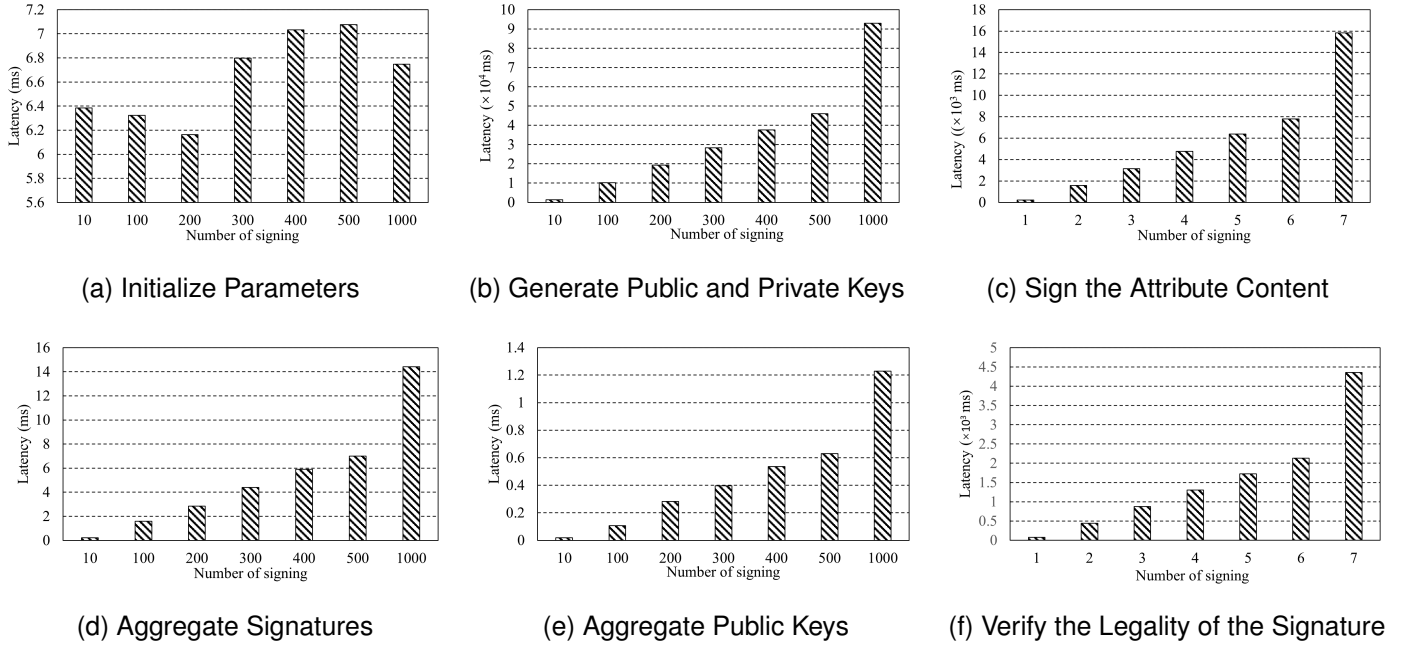 7.2
7
6.8
6.6
6.4
6.2
6
5.8
5.6
Latency (ms)
10 100 200 300 400 500 1000
Number of signing
(a) Initialize Parameters
10
9
8
7
6
5
4
3
2
1
0
Latency (×10⁴ ms)
10 100 200 300 400 500 1000
Number of signing
(b) Generate Public and Private Keys
18
16
14
12
10
8
6
4
2
0
Latency ((×10³ ms)
1 2 3 4 5 6 7
Number of signing
(c) Sign the Attribute Content
16
14
12
10
8
6
4
2
0
Latency (ms)
10 100 200 300 400 500 1000
Number of signing
(d) Aggregate Signatures
1.4
1.2
1
0.8
0.6
0.4
0.2
0
Latency (ms)
10 100 200 300 400 500 1000
Number of signing
(e) Aggregate Public Keys
5
4.5
4
3.5
3
2.5
2
1.5
1
0.5
0
Latency (×10³ ms)
1 2 3 4 5 6 7
Number of signing
(f) Verify the Legality of the Signature